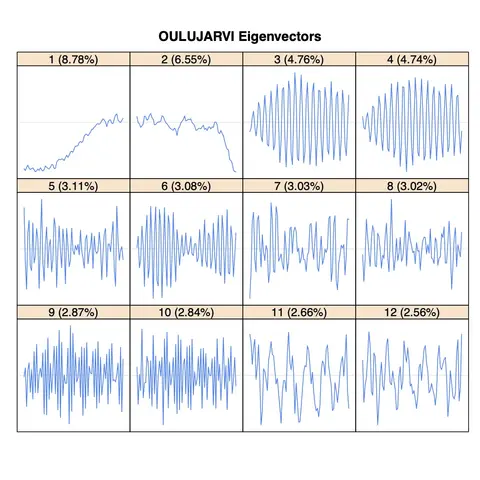 OULUJARVI Eigenvectors
1 (8.78%) 2 (6.55%) 3 (4.76%) 4 (4.74%)
5 (3.11%) 6 (3.08%) 7 (3.03%) 8 (3.02%)
9 (2.87%) 10 (2.84%) 11 (2.66%) 12 (2.56%)